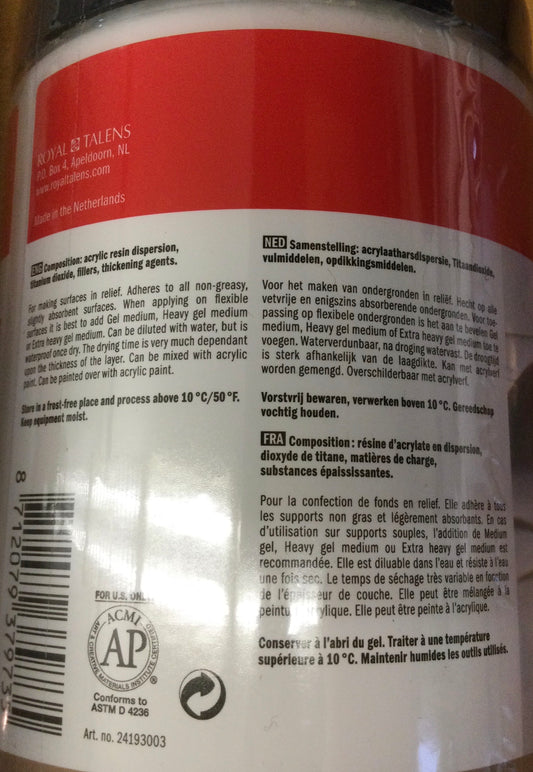 ROYAL TALENS
P.O. Box 4, Apeldoorn, NL
www.royaltalens.com
Made in the Netherlands
ENG Composition: acrylic resin dispersion,
titanium dioxide, fillers, thickening agents.
For making surfaces in relief. Adheres to all non-greasy,
slightly absorbent surfaces. When applying on flexible
surfaces it is best to add Gel medium, Heavy gel medium
or Extra heavy gel medium. Can be diluted with water, but is
waterproof once dry. The drying time is very much dependant
upon the thickness of the layer. Can be mixed with acrylic
paint. Can be painted over with acrylic paint.
Store in a frost-free place and process above 10 °C/50 °F.
Keep equipment moist.
8 712079 37973
FOR U.S. ONLY
ACMI
AP
ART & CREATIVE MATERIALS INSTITUTE CERTIFIED
®
Conforms to
ASTM D 4236
Art. no. 24193003
NED Samenstelling: acrylaatharsdispersie, Titaandioxide,
vulmiddelen, opdikkingsmiddelen.
Voor het maken van ondergronden in reliëf. Hecht op alle
vetvrije en enigszins absorberende ondergronden. Voor toe-
passing op flexibele ondergronden is het aan te bevelen Gel
medium, Heavy gel medium of Extra heavy gel medium toe te
voegen. Waterverdunbaar, na droging watervast. De droogtijd
is sterk afhankelijk van de laagdikte. Kan met acrylverf
worden gemengd. Overschilderbaar met acrylverf.
Vorstvrij bewaren, verwerken boven 10 °C. Gereedschap
vochtig houden.
FRA Composition : résine d'acrylate en dispersion,
dioxyde de titane, matières de charge,
substances épaississantes.
Pour la confection de fonds en relief. Elle adhère à tous
les supports non gras et légèrement absorbants. En cas
d'utilisation sur supports souples, l'addition de Medium
gel, Heavy gel medium ou Extra heavy gel medium est
recommandée. Elle est diluable dans l'eau et résiste à l'eau
une fois sec. Le temps de séchage très variable en fonction
de l'épaisseur de couche. Elle peut être mélangée à la
peinture acrylique. Elle peut être peinte à l'acrylique.
Conserver à l'abri du gel. Traiter à une température
supérieure à 10 °C. Maintenir humides les outils utilisés.